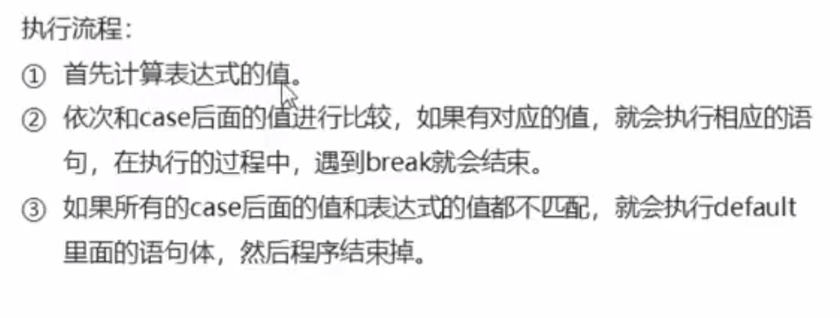 执行流程：
① 首先计算表达式的值。
② 依次和case后面的值进行比较，如果有对应的值，就会执行相应的语
句，在执行的过程中，遇到break就会结束。
③ 如果所有的case后面的值和表达式的值都不匹配，就会执行default
里面的语句体，然后程序结束掉。